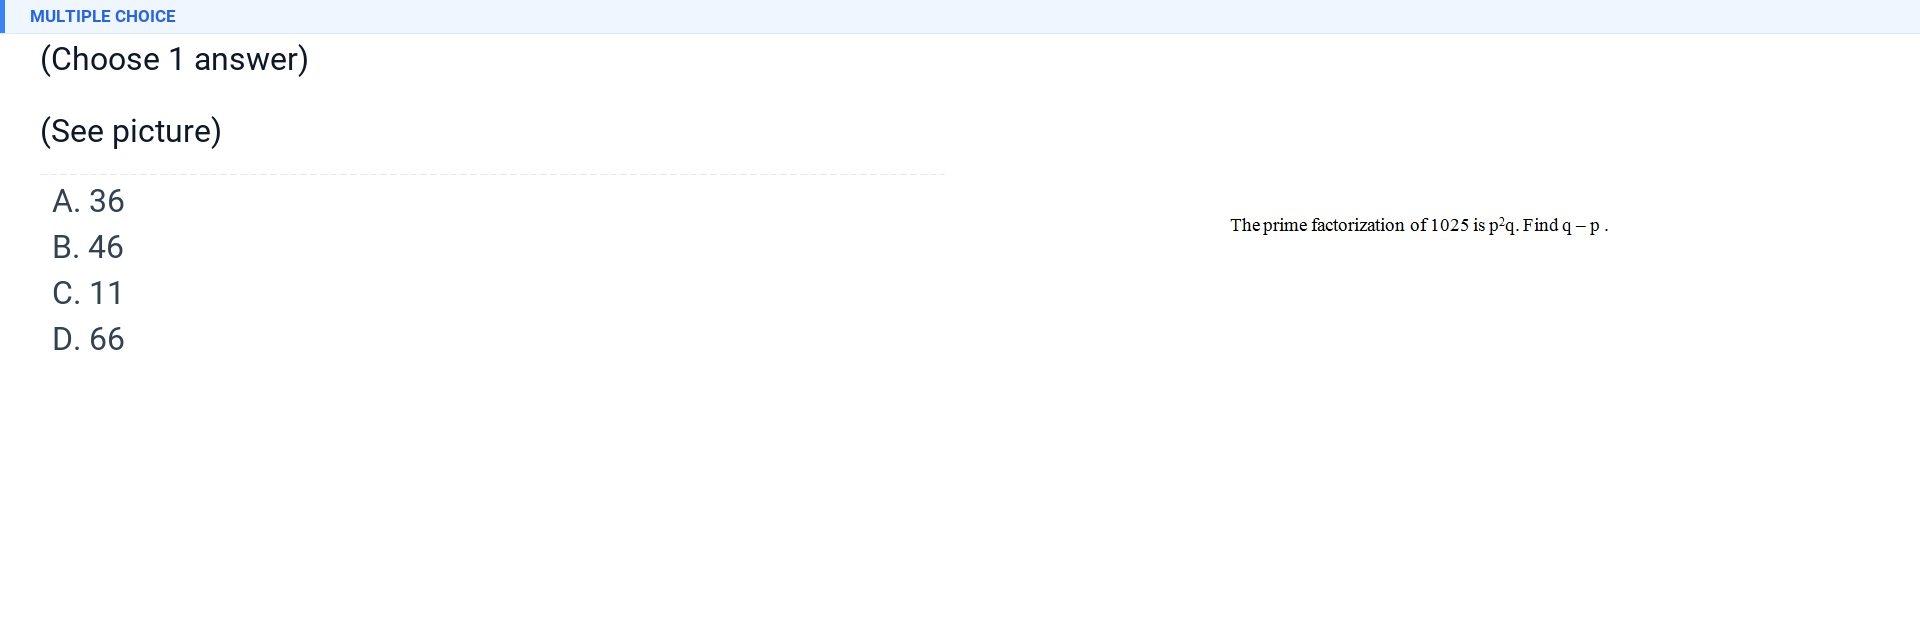 MULTIPLE CHOICE
(Choose 1 answer)
(See picture)
A. 36
B. 46
C. 11
D. 66
The prime factorization of 1025 is p²q. Find q – p .